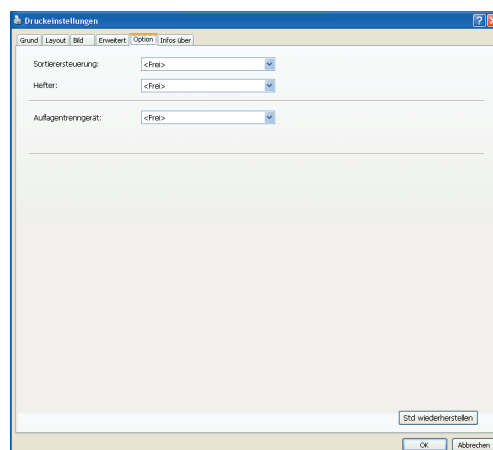 Druckeinstellungen
Grund Layout Bild Erweitert Option Infos über
Sortierersteuerung: <Frei>
Hefter: <Frei>
Auflagentrenngerät: <Frei>
Std wiederherstellen
OK Abbrechen